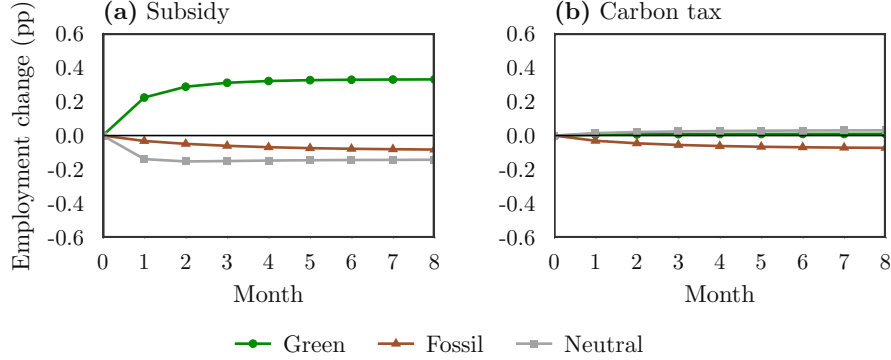 (a) Subsidy
Employment change (pp)
0.6
0.4
0.2
0.0
-0.2
-0.4
-0.6
0 1 2 3 4 5 6 7 8
Month
(b) Carbon tax
0.6
0.4
0.2
0.0
-0.2
-0.4
-0.6
0 1 2 3 4 5 6 7 8
Month
Green Fossil Neutral